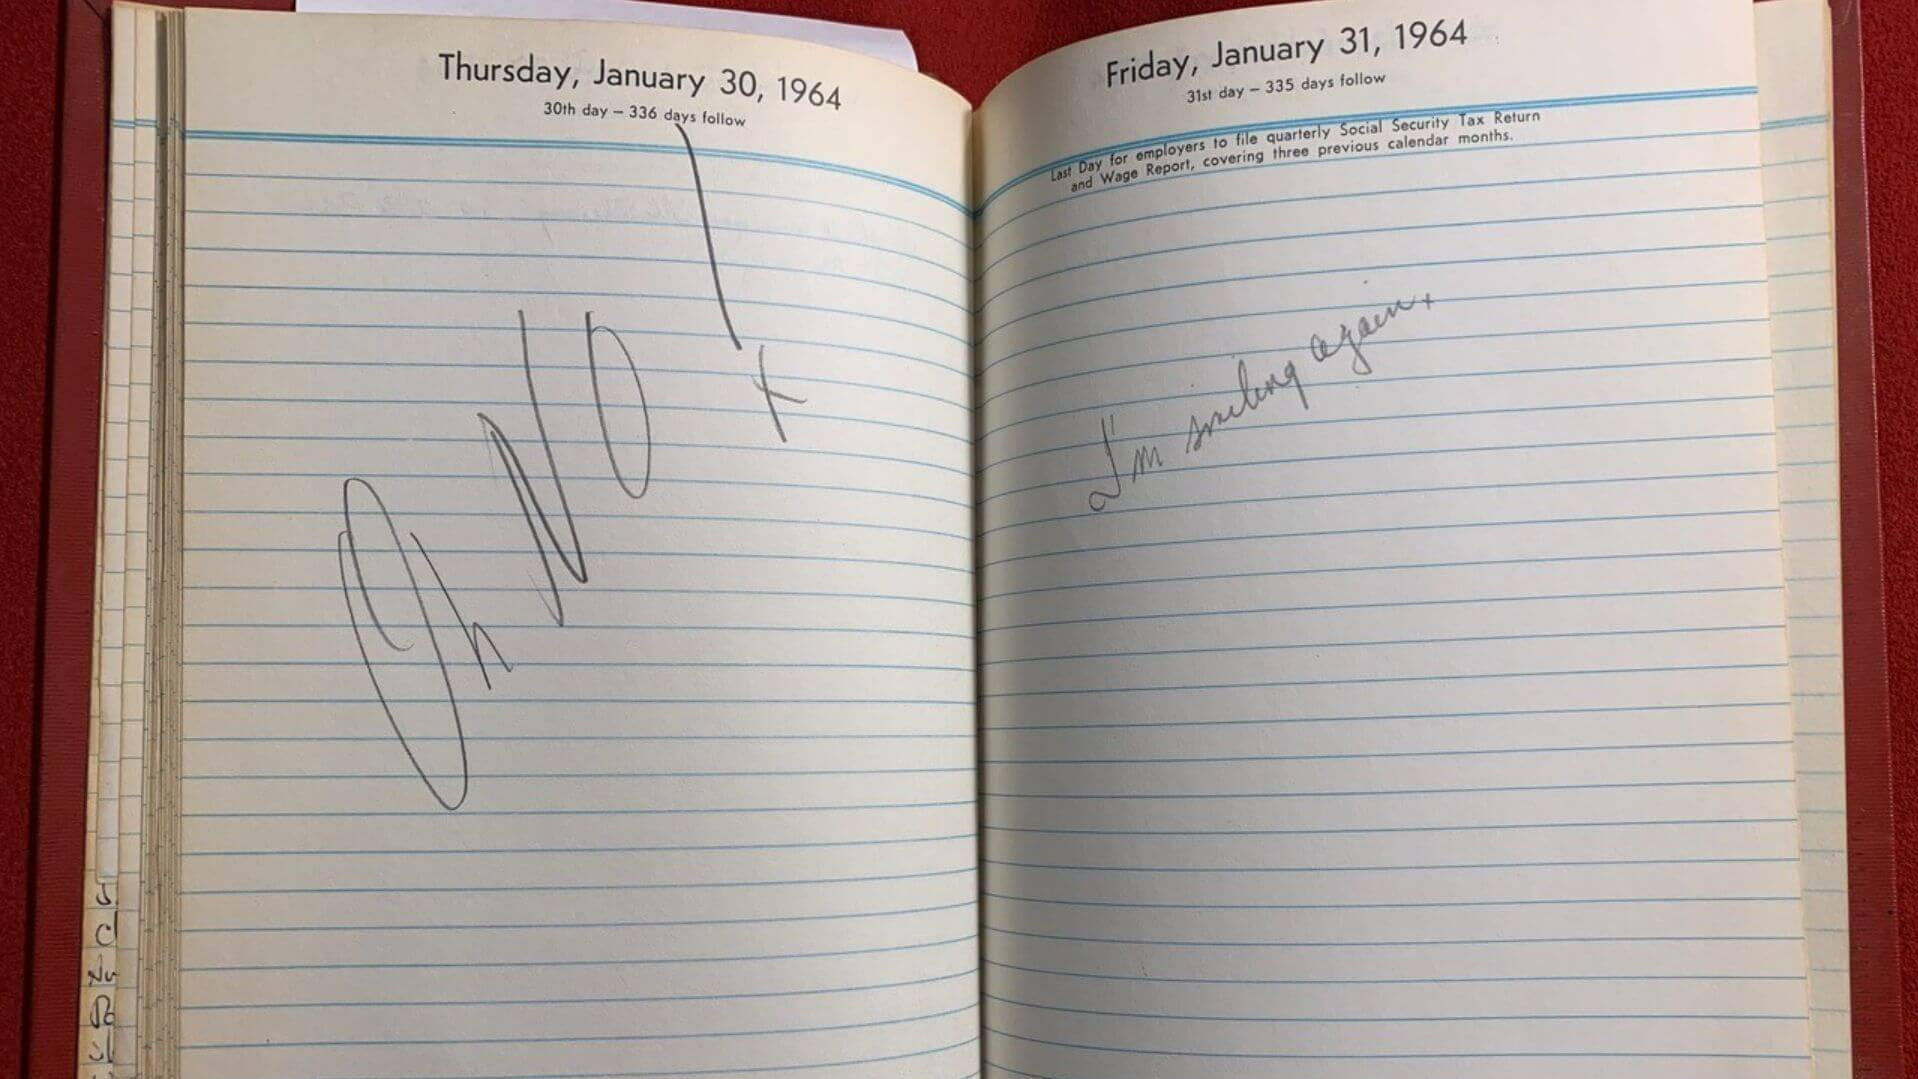 Thursday, January 30, 1964
30th day – 336 days follow
Oh NO!
Friday, January 31, 1964
31st day – 335 days follow
Last Day for employers to file quarterly Social Security Tax Return
and Wage Report, covering three previous calendar months.
I'm smiling again.